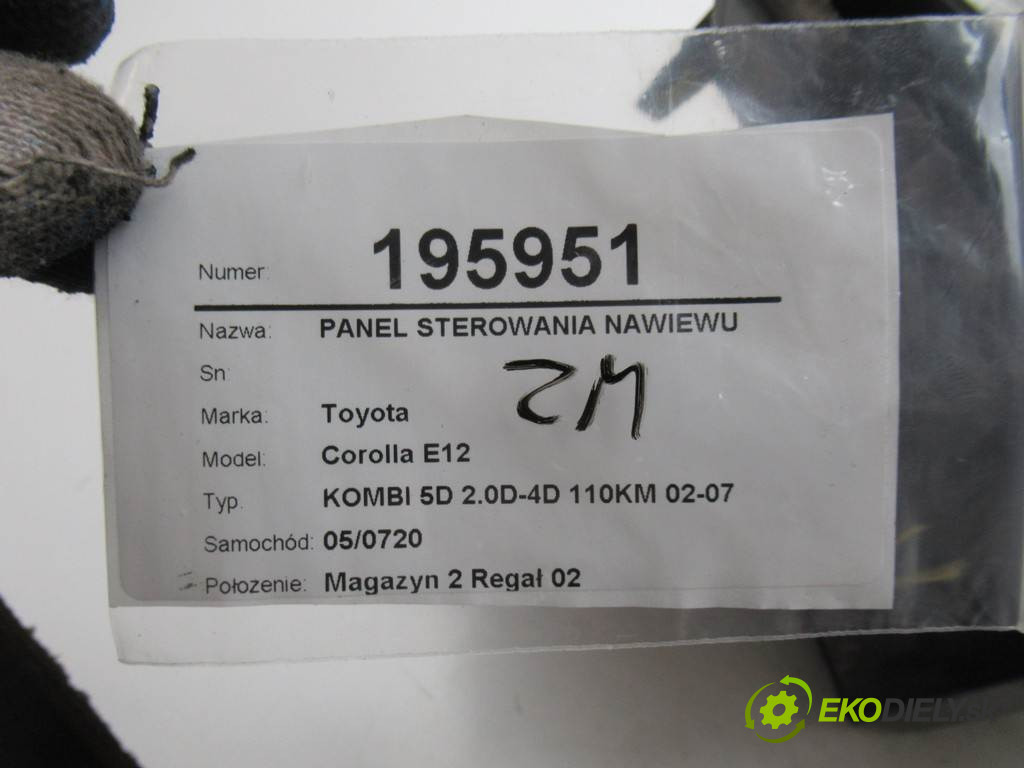 Numer: 195951
Nazwa: PANEL STEROWANIA NAWIEWU
Sn
Marka: Toyota
Model: Corolla E12
Typ. KOMBI 5D 2.0D-4D 110KM 02-07
Samochód: 05/0720
Położenie: Magazyn 2 Regał 02
EKODIELY.SK